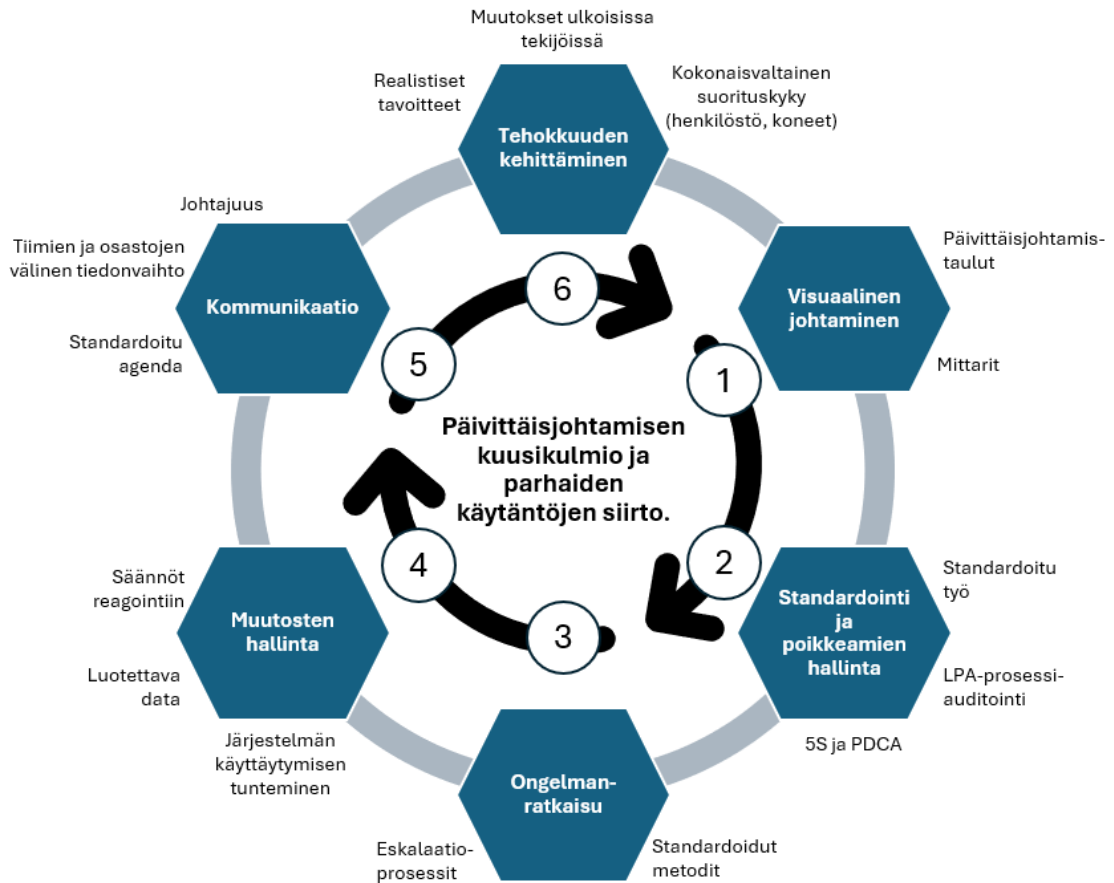 Muutokset ulkoisissa
tekijöissä
Realistiset
tavoitteet
Kokonaisvaltainen
suorituskyky
(henkilöstö, koneet)
Tehokkuuden
kehittäminen
Johtajuus
Tiimien ja osastojen
välinen tiedonvaihto
Standardoitu
agenda
Kommunikaatio
Päivittäisjohtamis-
taulut
Mittarit
Visuaalinen
johtaminen
6
5
1
Päivittäisjohtamisen
kuusikulmio ja
parhaiden
käytäntöjen siirto.
4
2
3
Säännöt
reagointiin
Luotettava
data
Järjestelmän
käyttäytymisen
tunteminen
Muutosten
hallinta
Standardointi
ja
poikkeamien
hallinta
Standardoitu
työ
LPA-prosessi-
auditointi
5S ja PDCA
Ongelman-
ratkaisu
Eskalaatio-
prosessit
Standardoidut
metodit